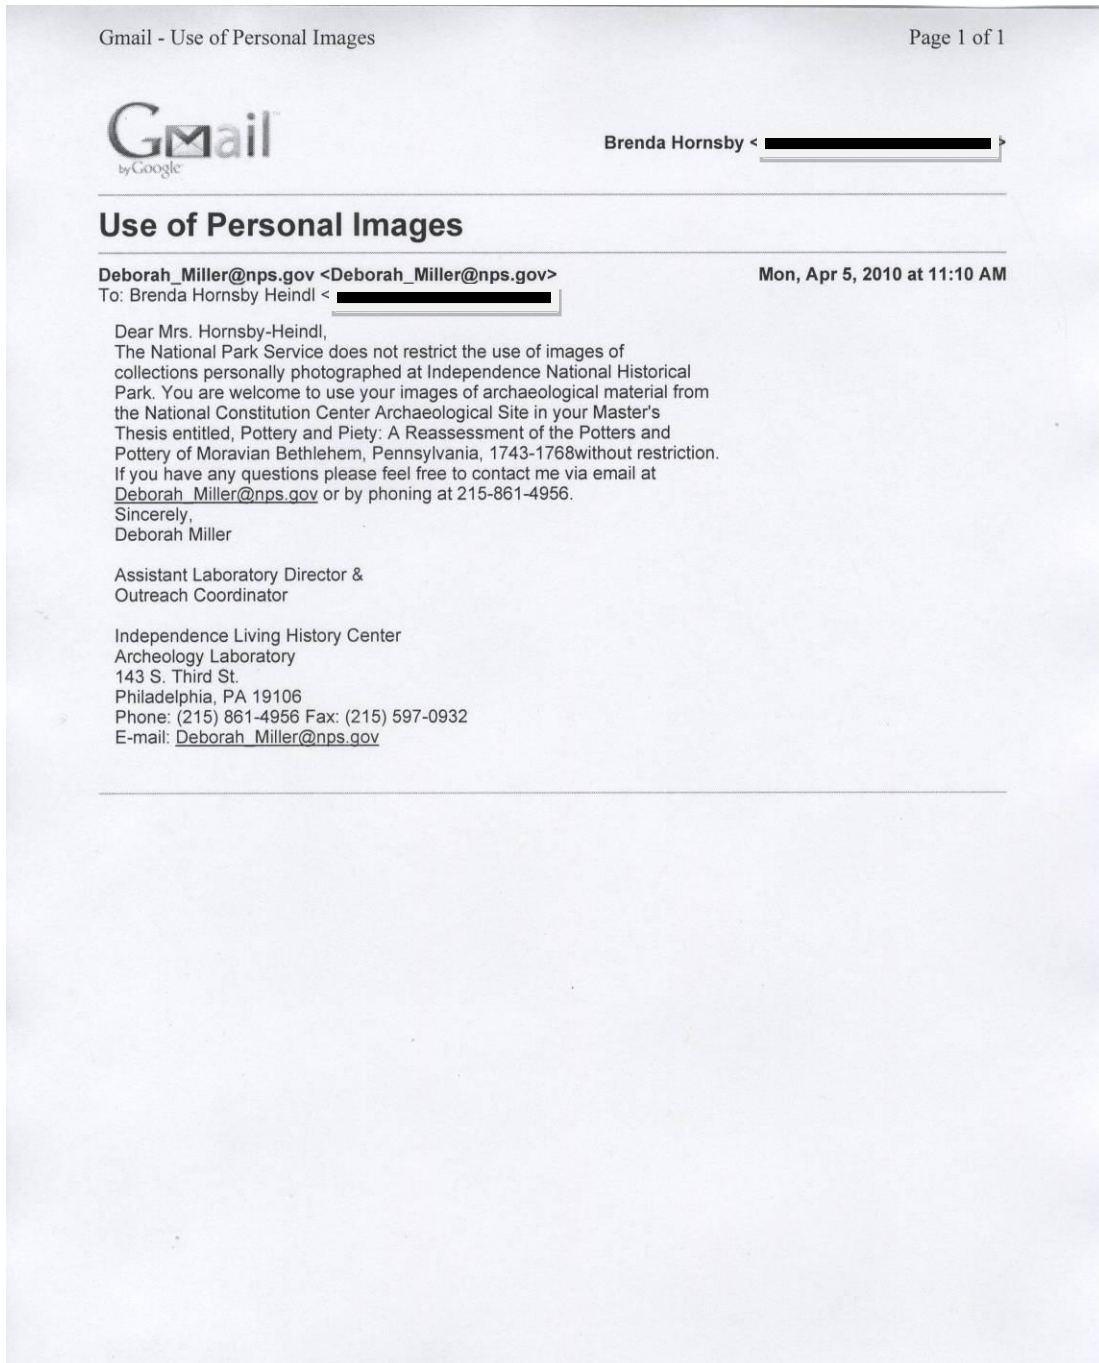 Gmail - Use of Personal Images Page 1 of 1
Gmail
by Google
Brenda Hornsby < >
Use of Personal Images
Deborah_Miller@nps.gov <Deborah_Miller@nps.gov> Mon, Apr 5, 2010 at 11:10 AM
To: Brenda Hornsby Heindl <
Dear Mrs. Hornsby-Heindl,
The National Park Service does not restrict the use of images of
collections personally photographed at Independence National Historical
Park. You are welcome to use your images of archaeological material from
the National Constitution Center Archaeological Site in your Master's
Thesis entitled, Pottery and Piety: A Reassessment of the Potters and
Pottery of Moravian Bethlehem, Pennsylvania, 1743-1768without restriction.
If you have any questions please feel free to contact me via email at
Deborah_Miller@nps.gov or by phoning at 215-861-4956.
Sincerely,
Deborah Miller
Assistant Laboratory Director &
Outreach Coordinator
Independence Living History Center
Archeology Laboratory
143 S. Third St.
Philadelphia, PA 19106
Phone: (215) 861-4956 Fax: (215) 597-0932
E-mail: Deborah_Miller@nps.gov